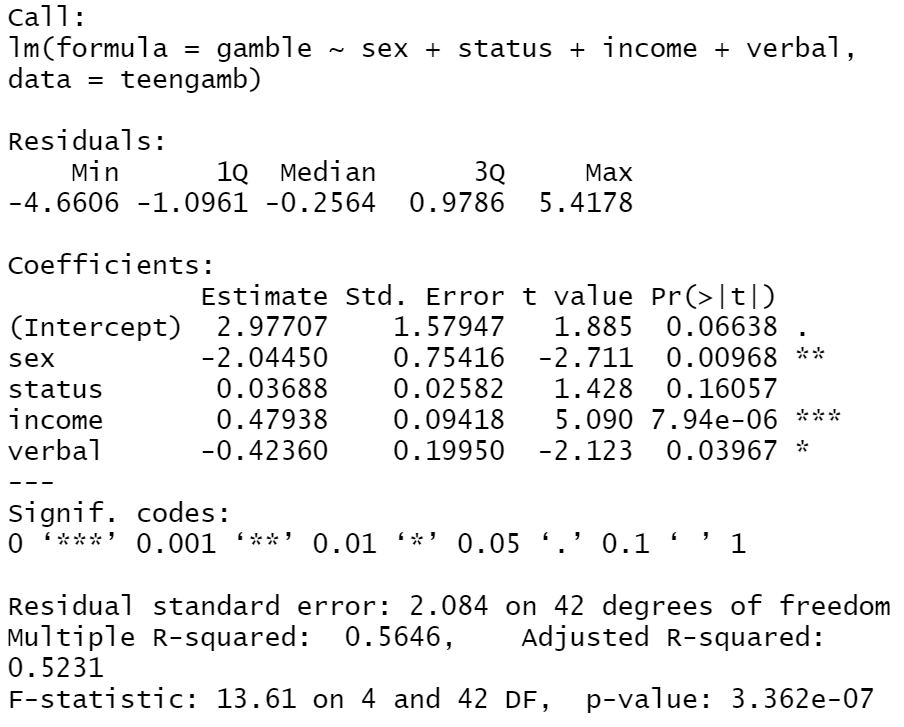 Call:
lm(formula = gamble ~ sex + status + income + verbal,
data = teengamb)

Residuals:
    Min      1Q  Median      3Q     Max
-4.6606 -1.0961 -0.2564  0.9786  5.4178

Coefficients:
            Estimate Std. Error t value Pr(>|t|)
(Intercept)  2.97707    1.57947   1.885  0.06638 .
sex         -2.04450    0.75416  -2.711  0.00968 **
status       0.03688    0.02582   1.428  0.16057
income       0.47938    0.09418   5.090 7.94e-06 ***
verbal      -0.42360    0.19950  -2.123  0.03967 *
---
Signif. codes:
0 ‘***’ 0.001 ‘**’ 0.01 ‘*’ 0.05 ‘.’ 0.1 ‘ ’ 1

Residual standard error: 2.084 on 42 degrees of freedom
Multiple R-squared:  0.5646,    Adjusted R-squared:
0.5231
F-statistic: 13.61 on 4 and 42 DF,  p-value: 3.362e-07